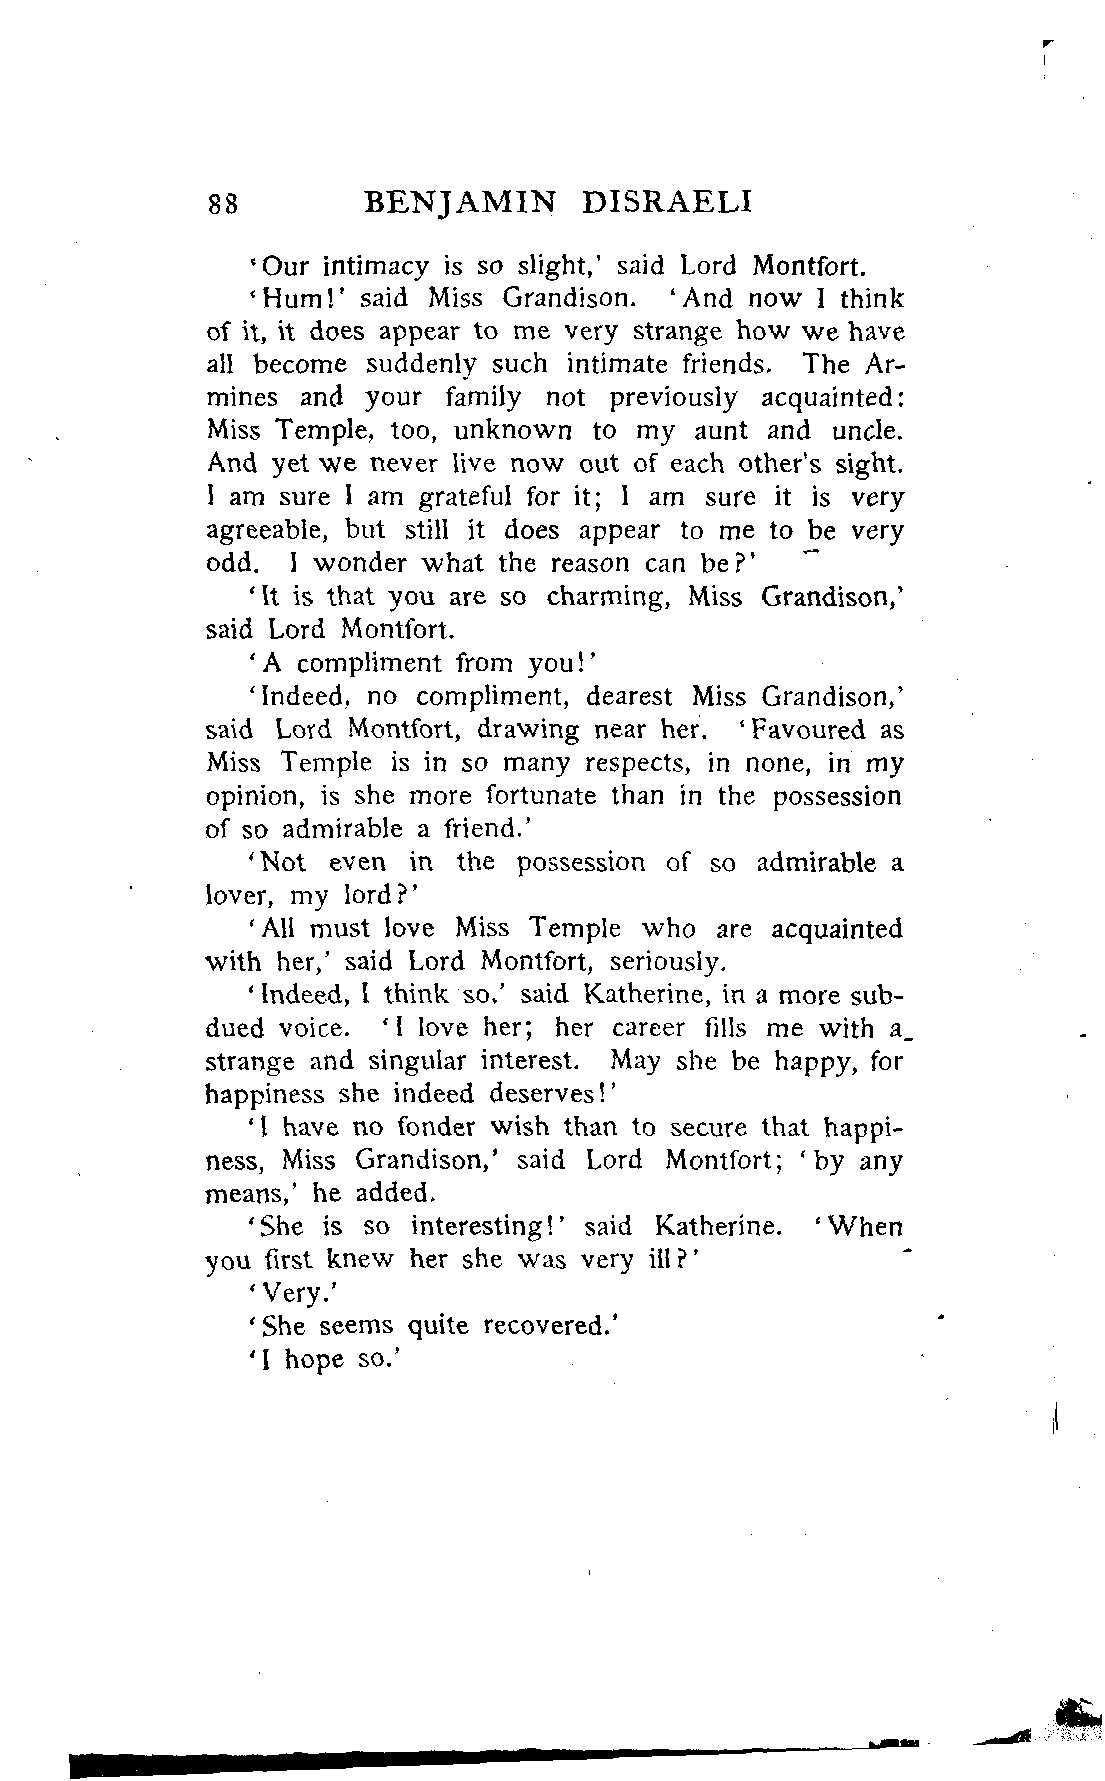 88 BENJAMIN DISRAELI
‘Our intimacy is so slight,’ said Lord Montfort.
‘Hum!’ said Miss Grandison. ‘And now I think
of it, it does appear to me very strange how we have
all become suddenly such intimate friends. The Ar-
mines and your family not previously acquainted:
Miss Temple, too, unknown to my aunt and uncle.
And yet we never live now out of each other's sight.
I am sure I am grateful for it; I am sure it is very
agreeable, but still it does appear to me to be very
odd. I wonder what the reason can be?’
‘It is that you are so charming, Miss Grandison,’
said Lord Montfort.
‘A compliment from you!’
‘Indeed, no compliment, dearest Miss Grandison,’
said Lord Montfort, drawing near her. ‘Favoured as
Miss Temple is in so many respects, in none, in my
opinion, is she more fortunate than in the possession
of so admirable a friend.’
‘Not even in the possession of so admirable a
lover, my lord?’
‘All must love Miss Temple who are acquainted
with her,’ said Lord Montfort, seriously.
‘Indeed, I think so,’ said Katherine, in a more sub-
dued voice. ‘I love her; her career fills me with a
strange and singular interest. May she be happy, for
happiness she indeed deserves!’
‘I have no fonder wish than to secure that happi-
ness, Miss Grandison,’ said Lord Montfort; ‘by any
means,’ he added.
‘She is so interesting!’ said Katherine. ‘When
you first knew her she was very ill?’
‘Very.’
‘She seems quite recovered.’
‘I hope so.’